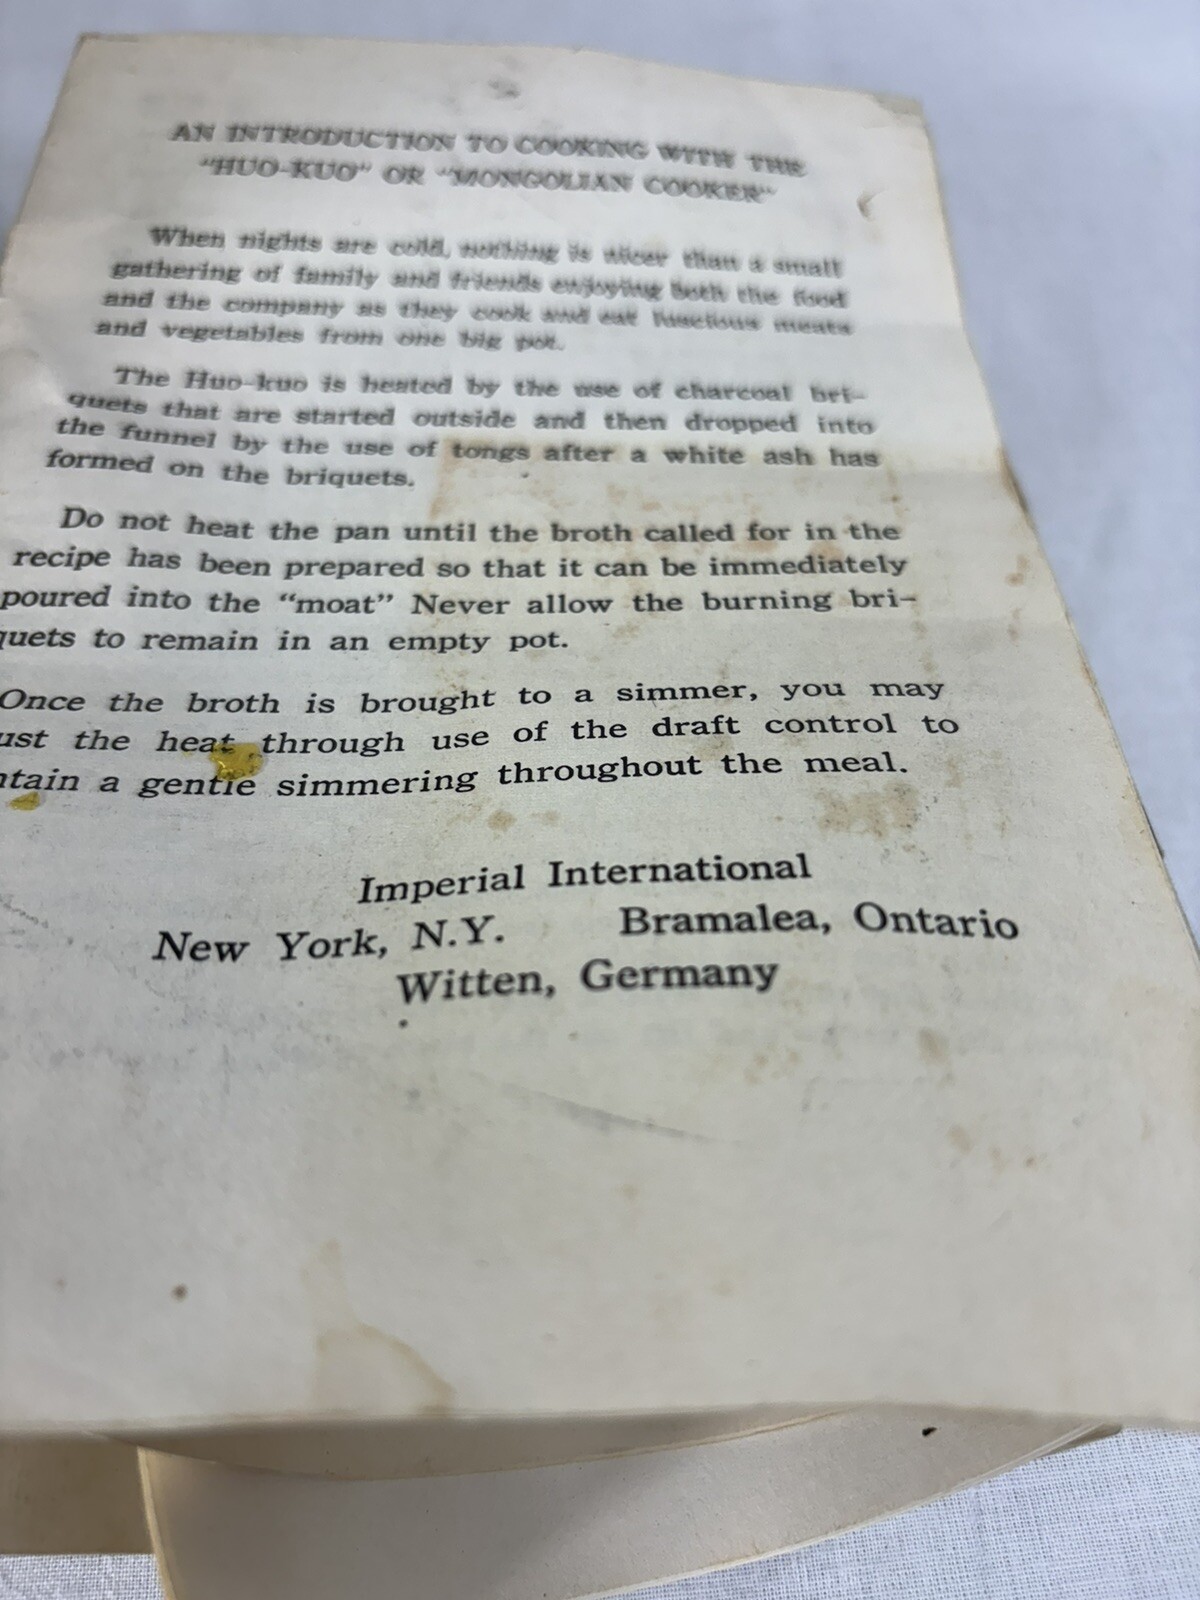 AN INTRODUCTION TO COOKING WITH THE
"HUO-KUO" OR "MONGOLIAN COOKER"
When nights are cold, nothing is nicer than a small
gathering of family and friends enjoying both the food
and the company as they cook and eat luscious meats
and vegetables from one big pot.
The Huo-kuo is heated by the use of charcoal bri-
quets that are started outside and then dropped into
the funnel by the use of tongs after a white ash has
formed on the briquets.
Do not heat the pan until the broth called for in the
recipe has been prepared so that it can be immediately
poured into the "moat" Never allow the burning bri-
quets to remain in an empty pot.
Once the broth is brought to a simmer, you may
ust the heat through use of the draft control to
ntain a gentle simmering throughout the meal.
Imperial International
New York, N.Y. Bramalea, Ontario
Witten, Germany